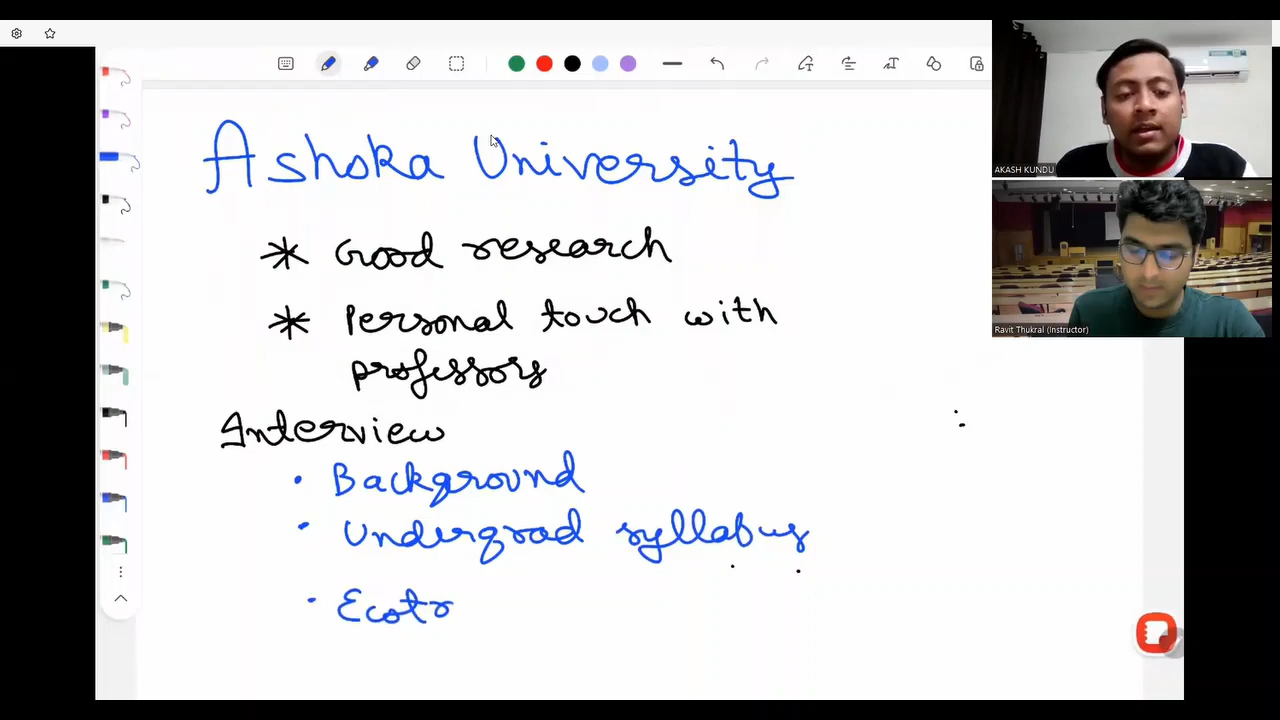 Ashoka University
* Good research
* Personal touch with
professors
Interview
• Background
• Undergrad syllabus
• Ecotr
AKASH KUNDU
Ravit Thukral (Instructor)